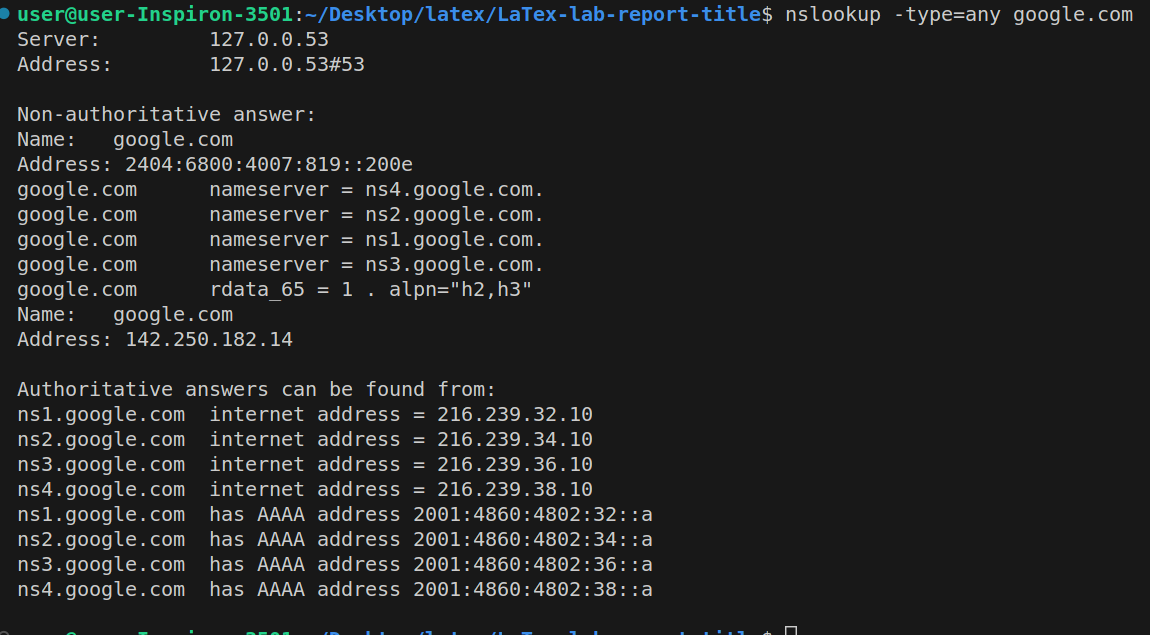 user@user-Inspiron-3501:~/Desktop/latex/LaTex-lab-report-title$ nslookup -type=any google.com
Server:         127.0.0.53
Address:        127.0.0.53#53

Non-authoritative answer:
Name:   google.com
Address: 2404:6800:4007:819::200e
google.com      nameserver = ns4.google.com.
google.com      nameserver = ns2.google.com.
google.com      nameserver = ns1.google.com.
google.com      nameserver = ns3.google.com.
google.com      rdata_65 = 1 . alpn="h2,h3"
Name:   google.com
Address: 142.250.182.14

Authoritative answers can be found from:
ns1.google.com  internet address = 216.239.32.10
ns2.google.com  internet address = 216.239.34.10
ns3.google.com  internet address = 216.239.36.10
ns4.google.com  internet address = 216.239.38.10
ns1.google.com  has AAAA address 2001:4860:4802:32::a
ns2.google.com  has AAAA address 2001:4860:4802:34::a
ns3.google.com  has AAAA address 2001:4860:4802:36::a
ns4.google.com  has AAAA address 2001:4860:4802:38::a